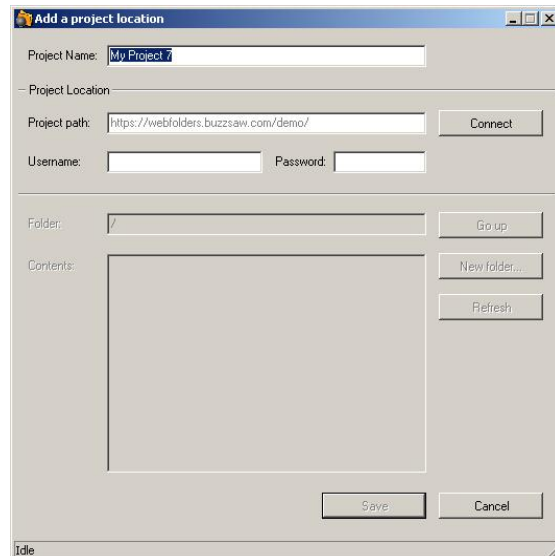 Add a project location
Project Name: My Project 7
Project Location
Project path: https://webfolders.buzzsaw.com/demo/ Connect
Username: Password:
Folder: / Go up
Contents: New folder...
Refresh
Save Cancel
Idle